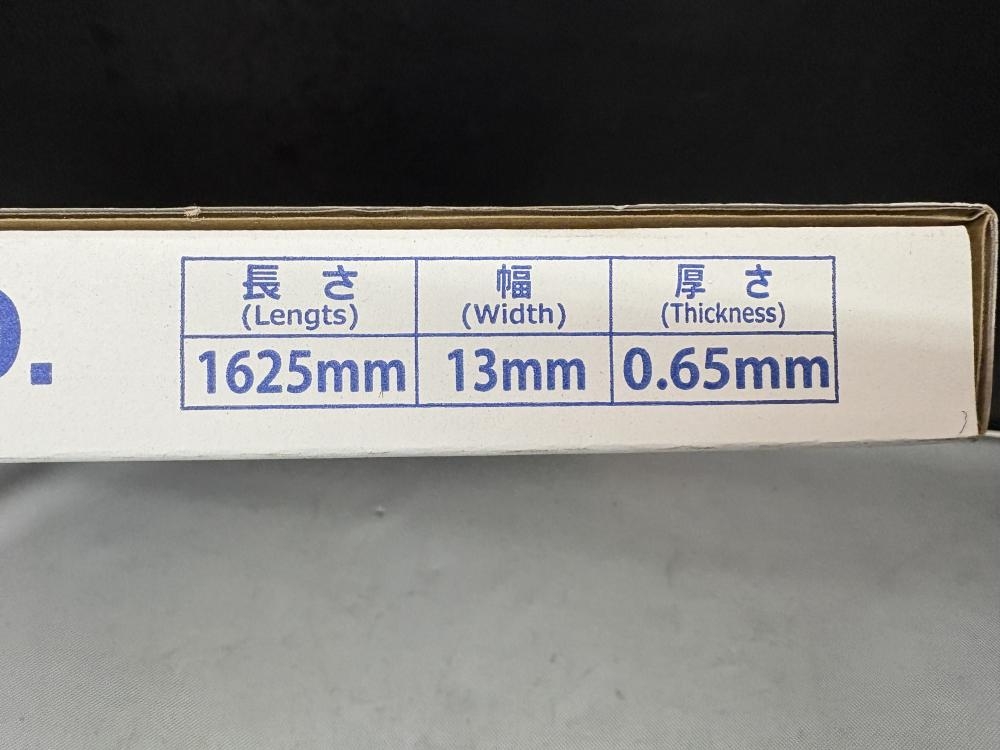 長さ 幅 厚さ
(Lengts) (Width) (Thickness)
1625mm 13mm 0.65mm